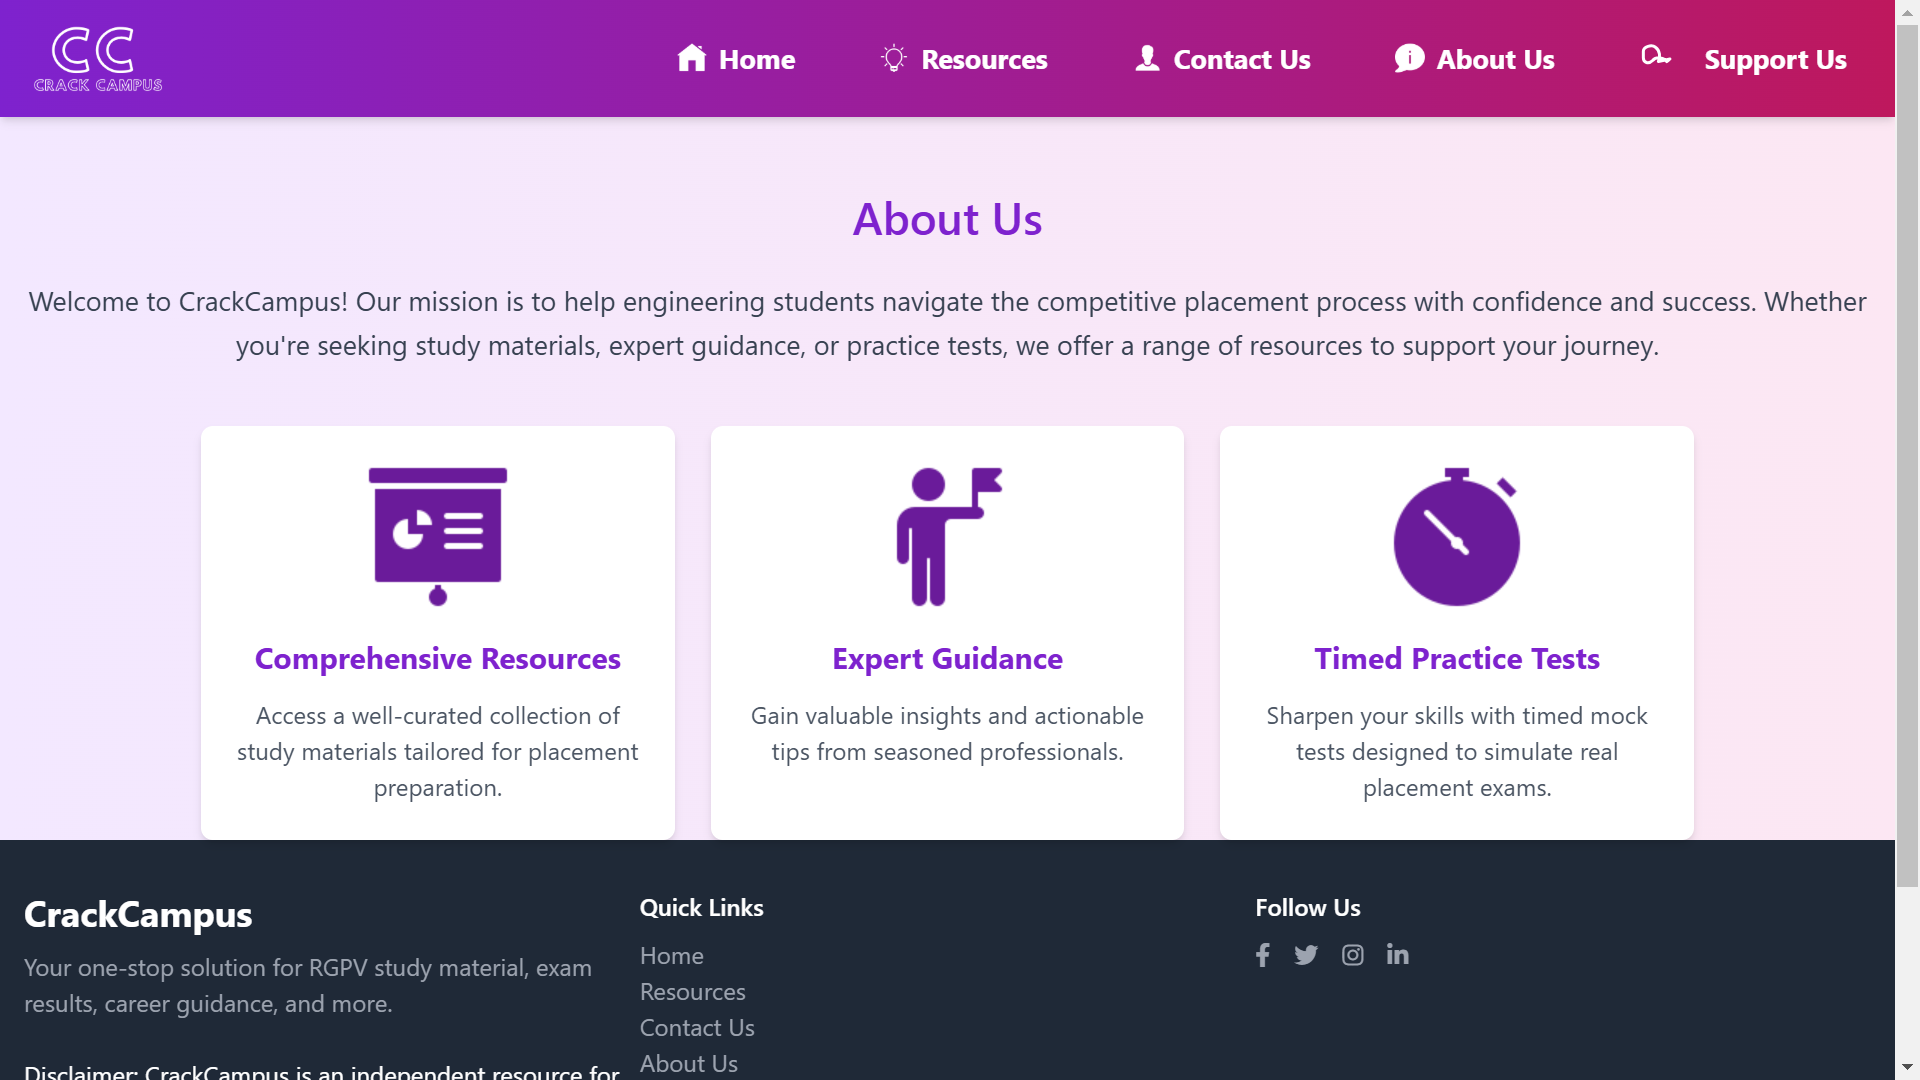 CC
CRACK CAMPUS
Home
Resources
Contact Us
About Us
Support Us
About Us
Welcome to CrackCampus! Our mission is to help engineering students navigate the competitive placement process with confidence and success. Whether
you're seeking study materials, expert guidance, or practice tests, we offer a range of resources to support your journey.
Comprehensive Resources
Access a well-curated collection of
study materials tailored for placement
preparation.
Expert Guidance
Gain valuable insights and actionable
tips from seasoned professionals.
Timed Practice Tests
Sharpen your skills with timed mock
tests designed to simulate real
placement exams.
CrackCampus
Your one-stop solution for RGPV study material, exam
results, career guidance, and more.
Disclaimer: CrackCampus is an independent resource for
Quick Links
Home
Resources
Contact Us
About Us
Follow Us